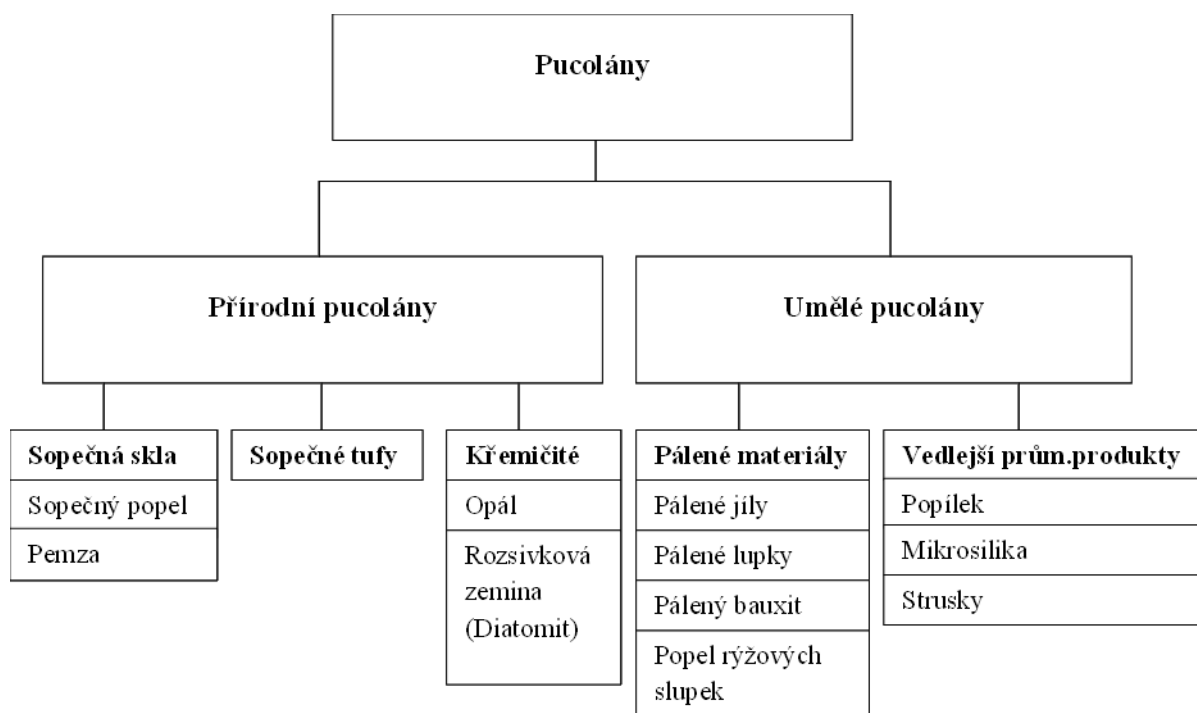 Pucolány
Přírodní pucolány
Umělé pucolány
Sopečná skla
Sopečný popel
Pemza
Sopečné tufy
Křemičité
Opál
Rozsivková
zemina
(Diatomit)
Pálené materiály
Pálené jíly
Pálené lupky
Pálený bauxit
Popel rýžových
slupek
Vedlejší prům.produkty
Popílek
Mikrosilika
Strusky